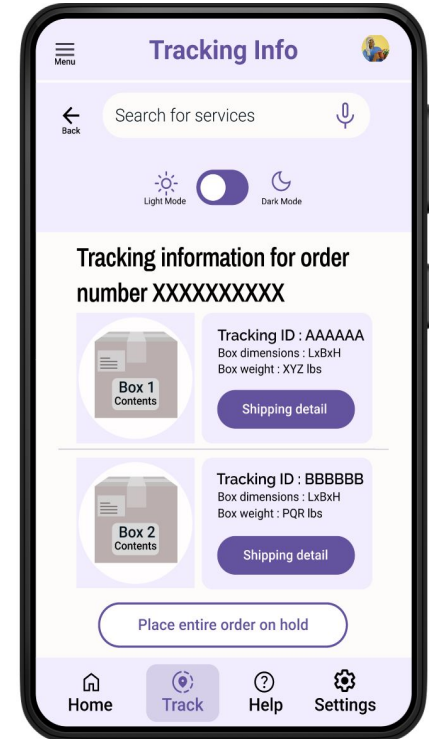 Menu
Tracking Info
Back
Search for services
Light Mode
Dark Mode
Tracking information for order
number XXXXXXXXXX
Box 1
Contents
Tracking ID : AAAAAA
Box dimensions : LxBxH
Box weight : XYZ lbs
Shipping detail
Box 2
Contents
Tracking ID : BBBBBB
Box dimensions : LxBxH
Box weight : PQR lbs
Shipping detail
Place entire order on hold
Home
Track
Help
Settings